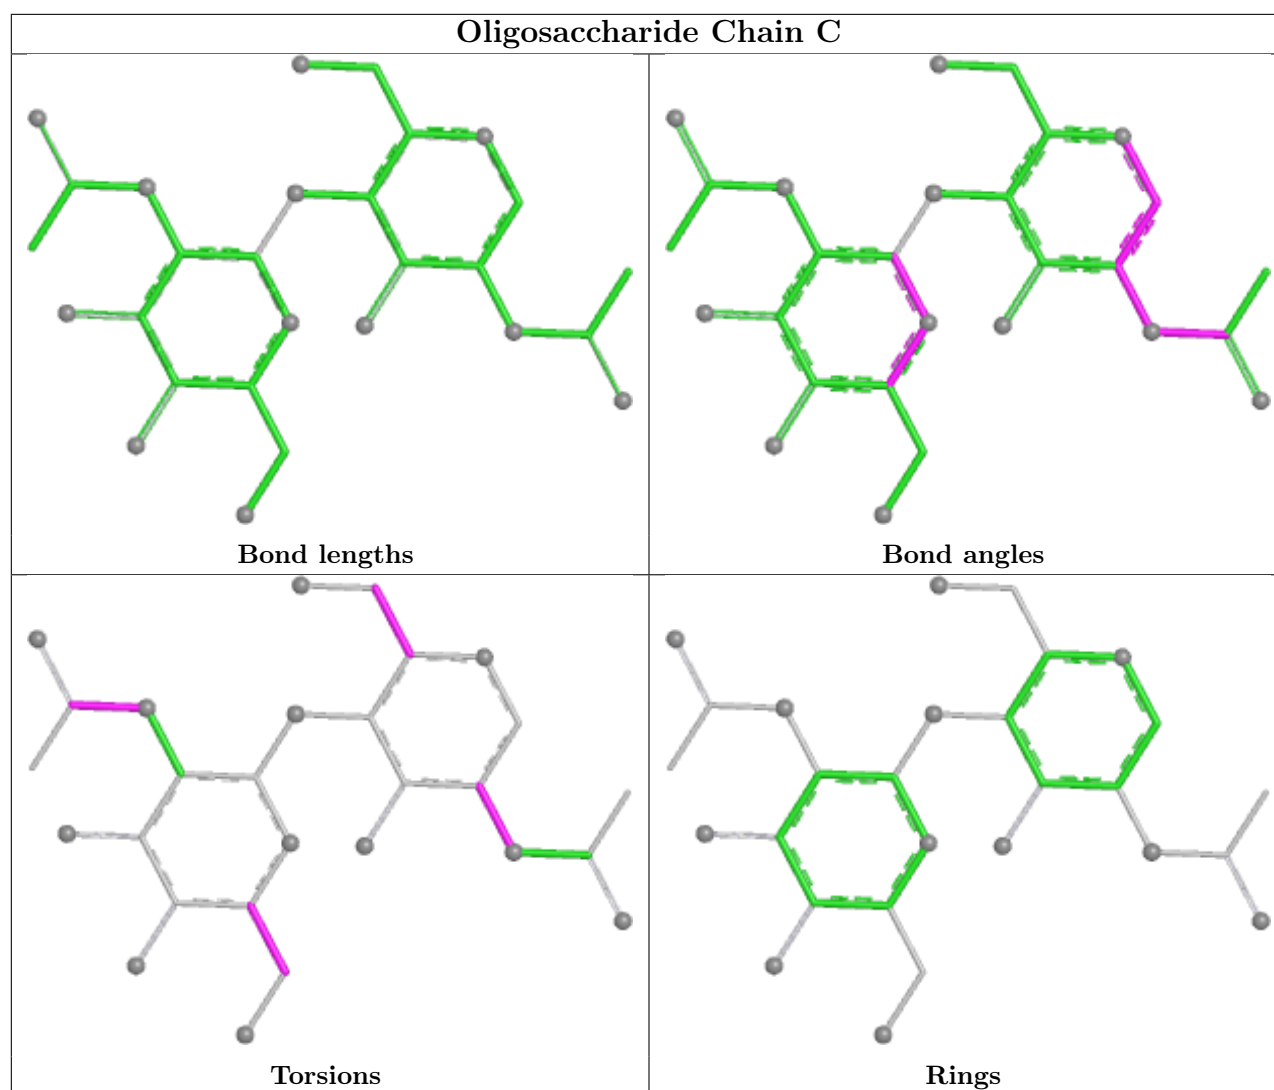 Oligosaccharide Chain C
Bond lengths
Bond angles
Torsions
Rings